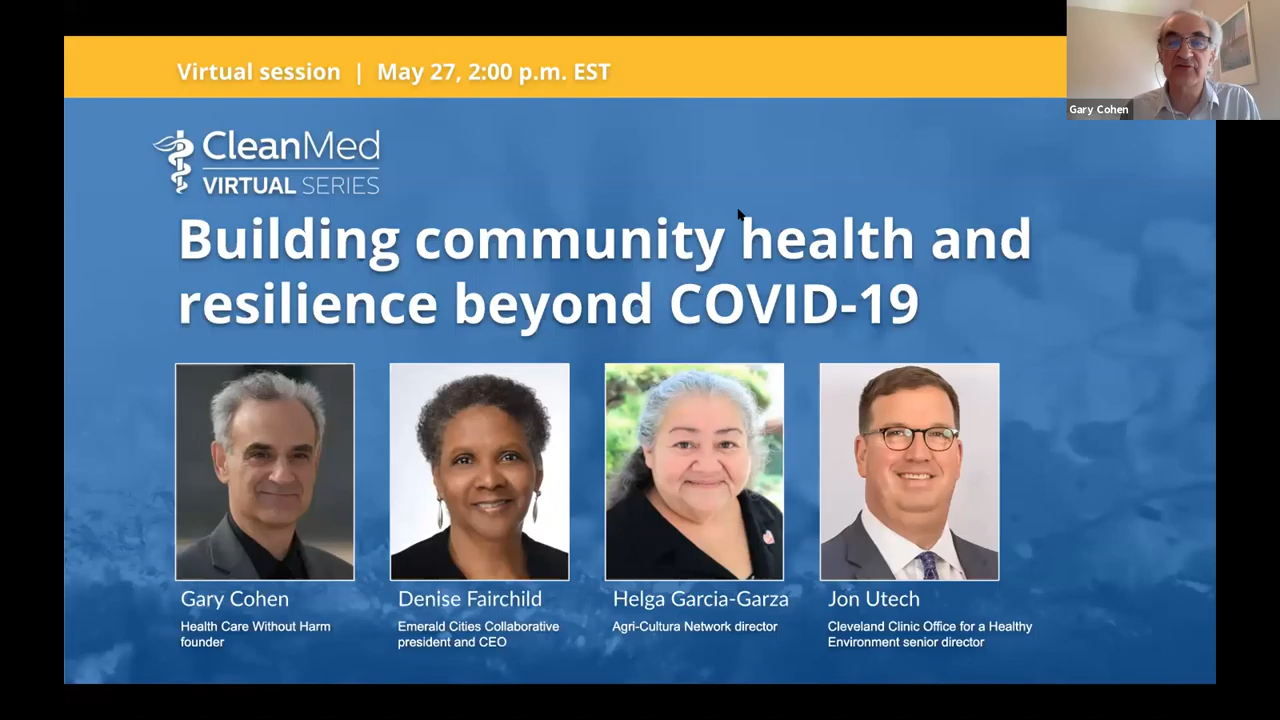 Virtual session | May 27, 2:00 p.m. EST
Gary Cohen
CleanMed
VIRTUAL SERIES
Building community health and
resilience beyond COVID-19
Gary Cohen
Health Care Without Harm
founder
Denise Fairchild
Emerald Cities Collaborative
president and CEO
Helga Garcia-Garza
Agri-Cultura Network director
Jon Utech
Cleveland Clinic Office for a Healthy
Environment senior director